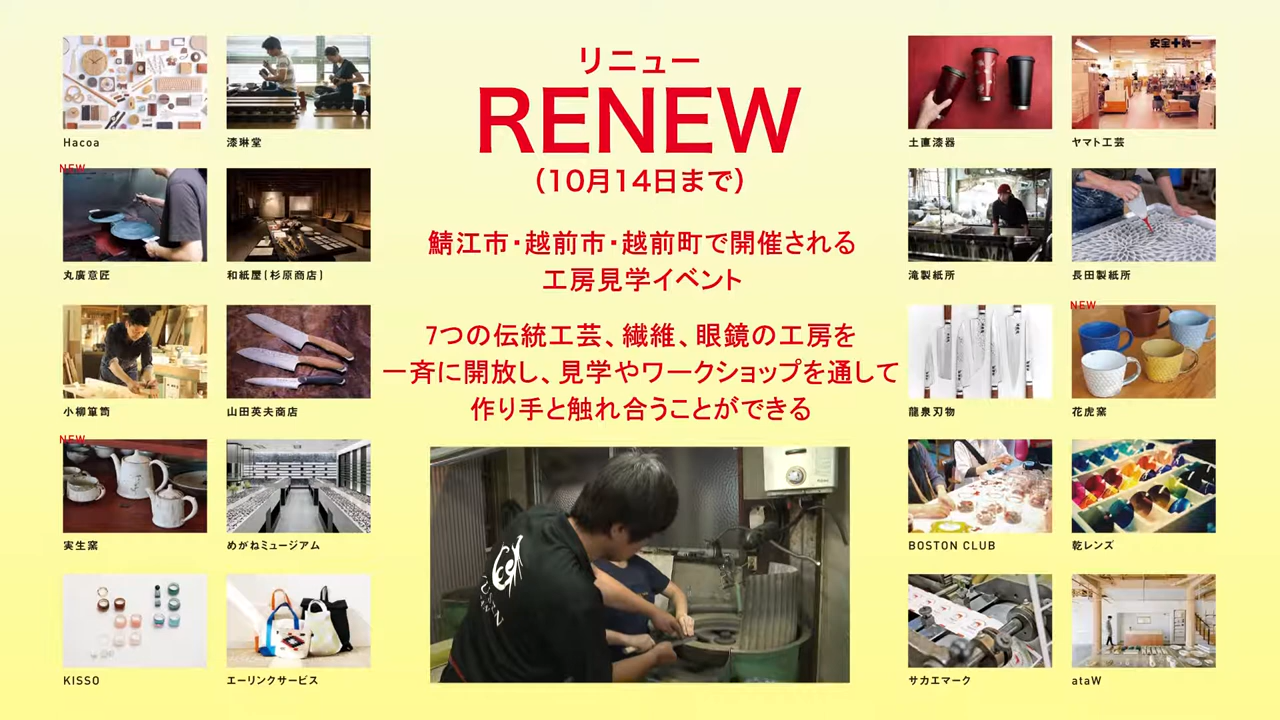 リニュー
RENEW
(10月14日まで)
鯖江市・越前市・越前町で開催される
工房見学イベント
7つの伝統工芸、繊維、眼鏡の工房を
一斉に開放し、見学やワークショップを通して
作り手と触れ合うことができる
Hacoa
漆琳堂
NEW
丸廣意匠
和紙屋(杉原商店)
小柳箪笥
山田英夫商店
NEW
実生窯
めがねミュージアム
KISSO
エーリンクサービス
安全十統一
土直漆器
ヤマト工芸
滝製紙所
長田製紙所
NEW
龍泉刃物
花虎窯
BOSTON CLUB
乾レンズ
サカエマーク
ataW